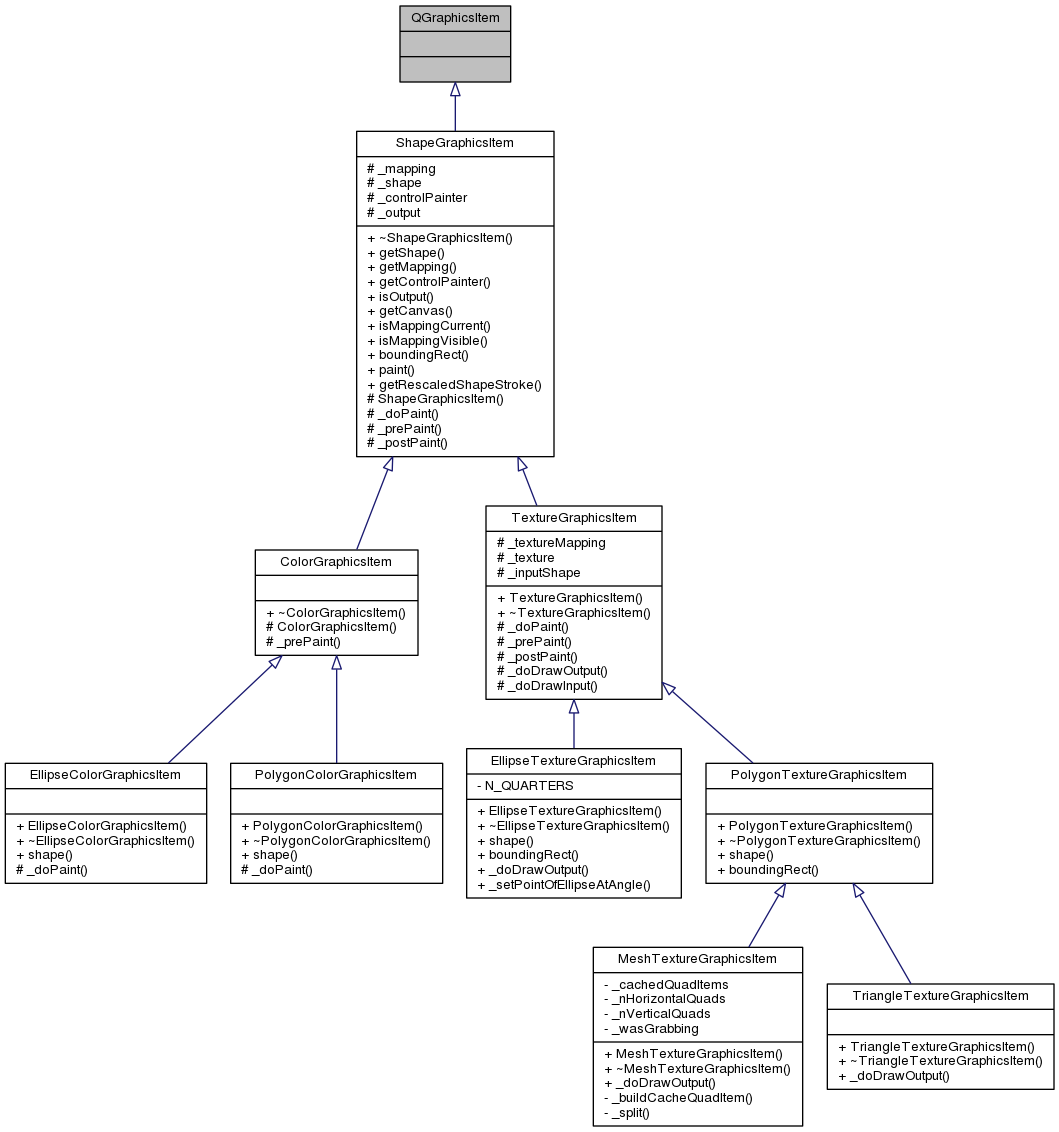 QGraphicsItem
ShapeGraphicsItem
# _mapping
# _shape
# _controlPainter
# _output
+ ~ShapeGraphicsItem()
+ getShape()
+ getMapping()
+ getControlPainter()
+ isOutput()
+ getCanvas()
+ isMappingCurrent()
+ isMappingVisible()
+ boundingRect()
+ paint()
+ getRescaledShapeStroke()
# ShapeGraphicsItem()
# _doPaint()
# _prePaint()
# _postPaint()
ColorGraphicsItem
+ ~ColorGraphicsItem()
# ColorGraphicsItem()
# _prePaint()
TextureGraphicsItem
# _textureMapping
# _texture
# _inputShape
+ TextureGraphicsItem()
+ ~TextureGraphicsItem()
# _doPaint()
# _prePaint()
# _postPaint()
# _doDrawOutput()
# _doDrawInput()
EllipseColorGraphicsItem
+ EllipseColorGraphicsItem()
+ ~EllipseColorGraphicsItem()
+ shape()
# _doPaint()
PolygonColorGraphicsItem
+ PolygonColorGraphicsItem()
+ ~PolygonColorGraphicsItem()
+ shape()
# _doPaint()
EllipseTextureGraphicsItem
- N_QUARTERS
+ EllipseTextureGraphicsItem()
+ ~EllipseTextureGraphicsItem()
+ shape()
+ boundingRect()
+ _doDrawOutput()
+ _setPointOfEllipseAtAngle()
PolygonTextureGraphicsItem
+ PolygonTextureGraphicsItem()
+ ~PolygonTextureGraphicsItem()
+ shape()
+ boundingRect()
MeshTextureGraphicsItem
- _cachedQuadItems
- _nHorizontalQuads
- _nVerticalQuads
- _wasGrabbing
+ MeshTextureGraphicsItem()
+ ~MeshTextureGraphicsItem()
+ _doDrawOutput()
- _buildCacheQuadItem()
- _split()
TriangleTextureGraphicsItem
+ TriangleTextureGraphicsItem()
+ ~TriangleTextureGraphicsItem()
+ _doDrawOutput()